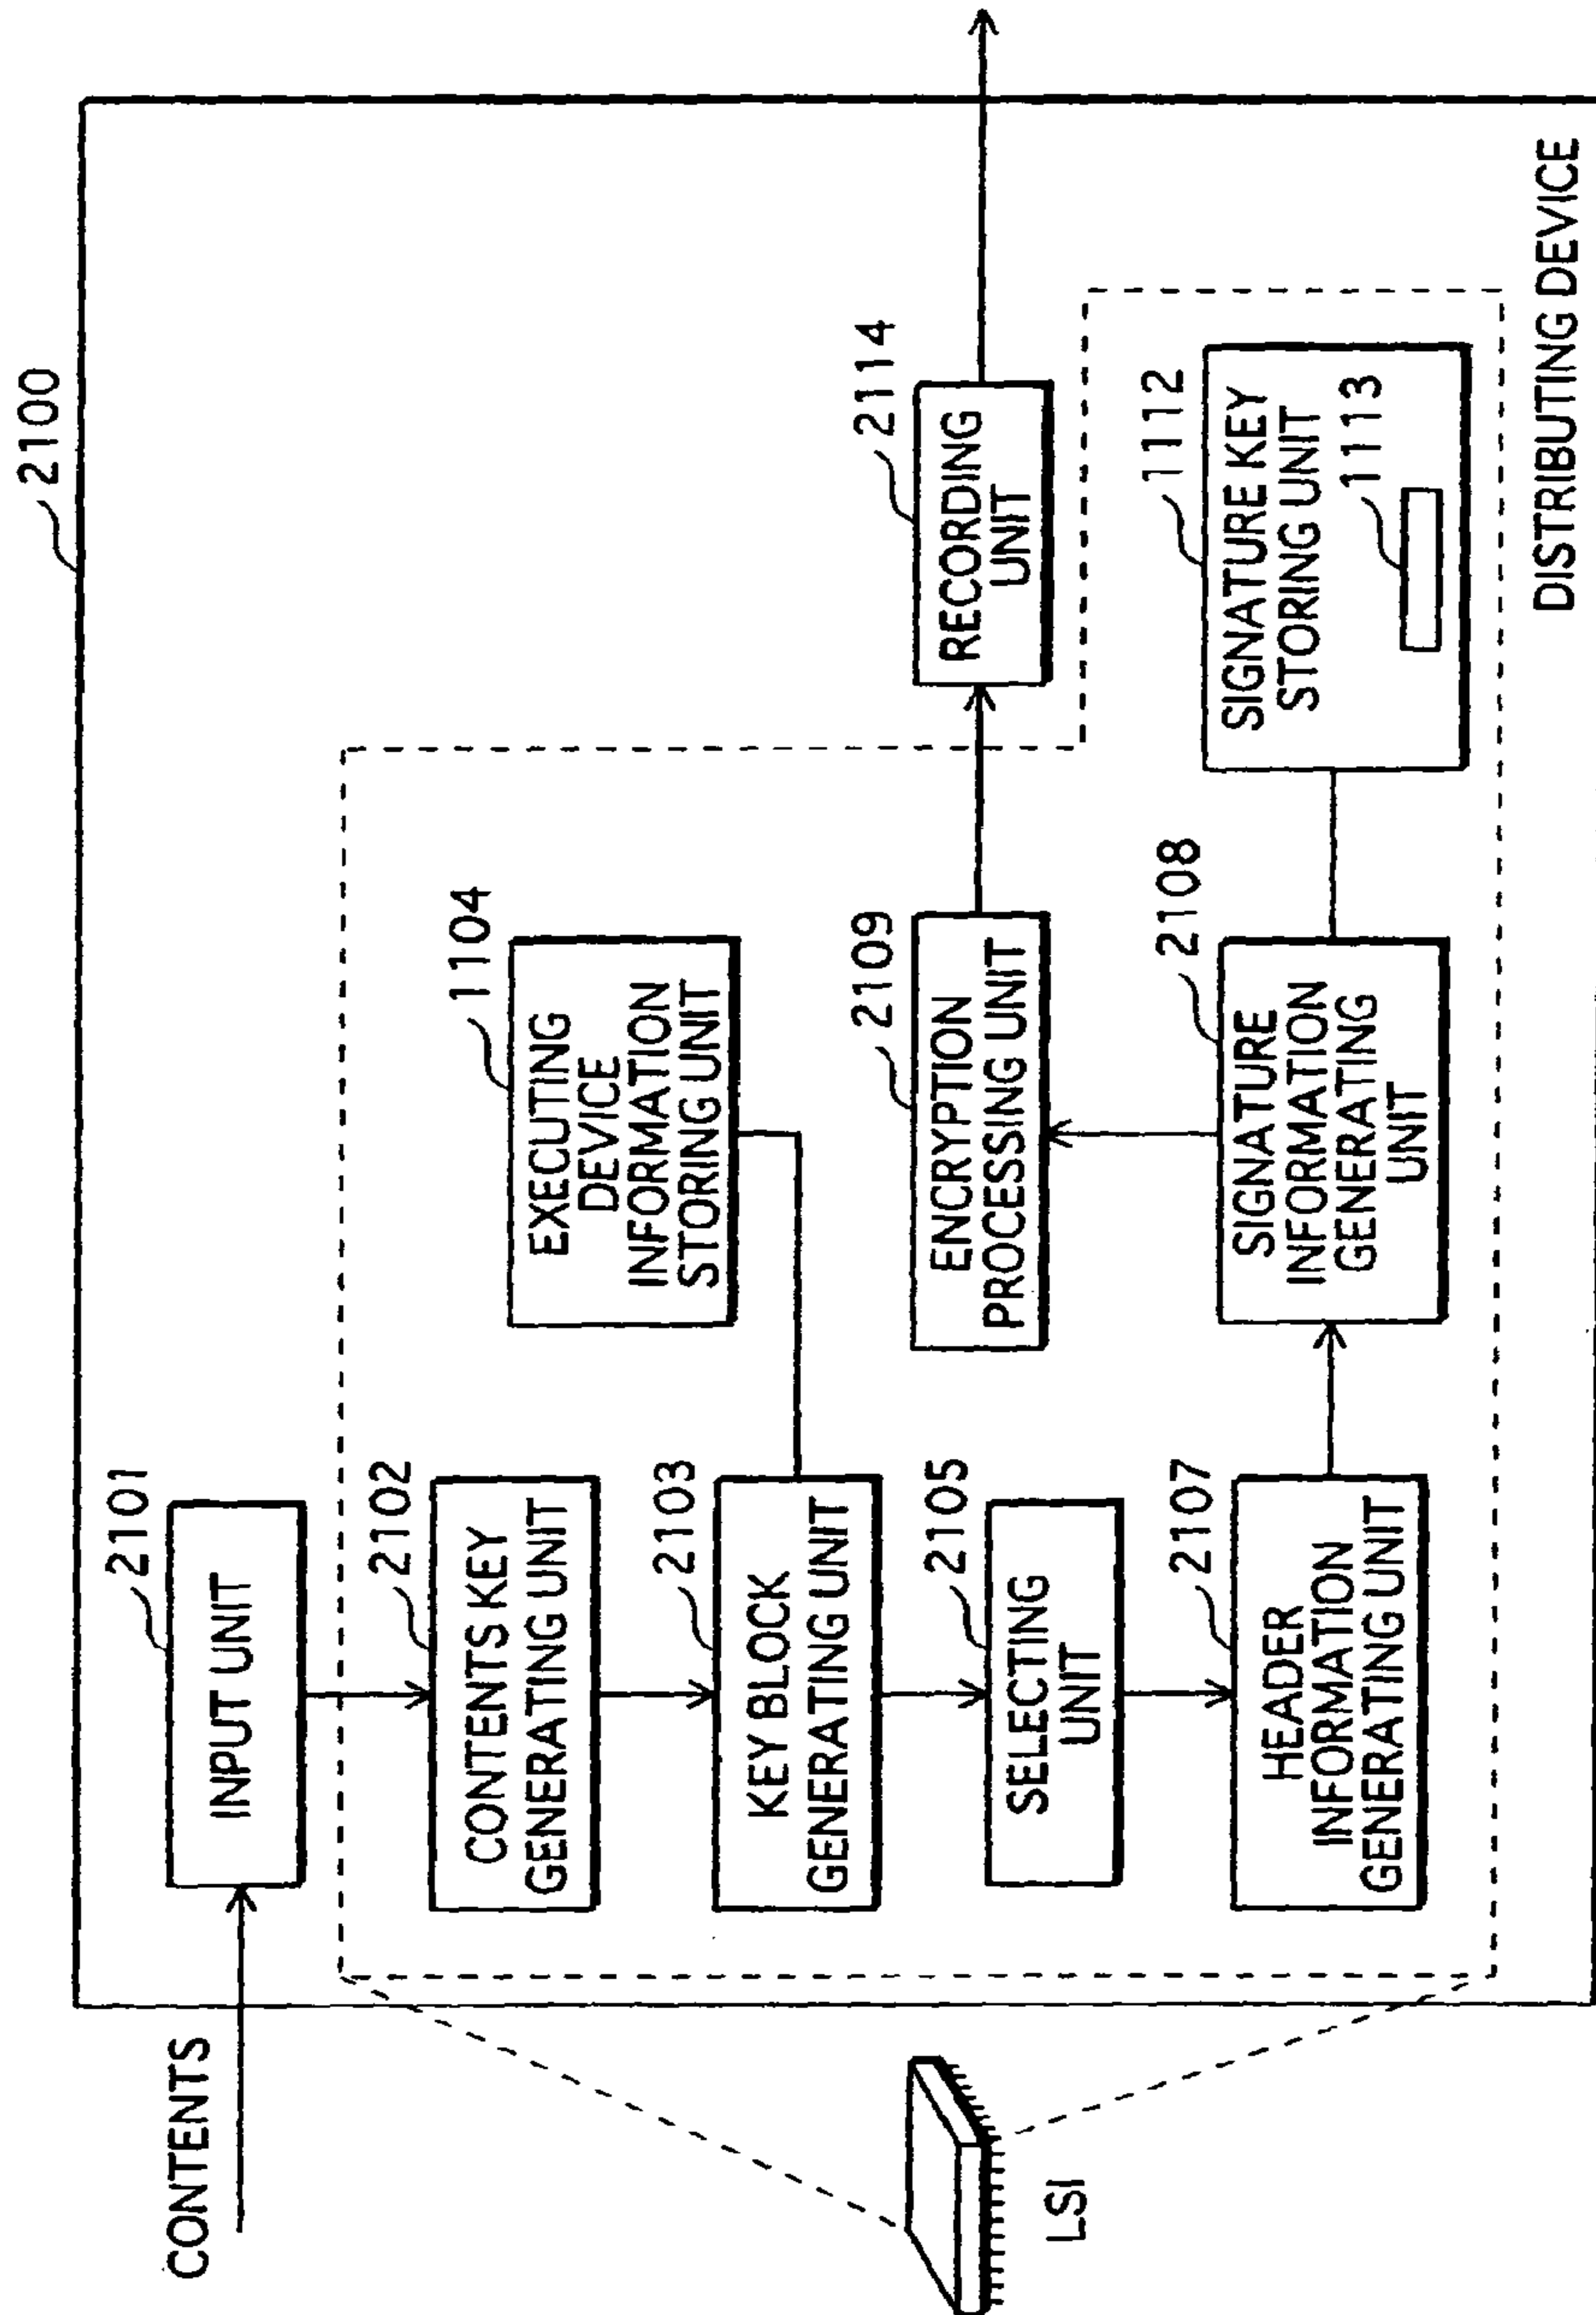 2100
CONTENTS
2101
INPUT UNIT
2102
CONTENTS KEY
GENERATING UNIT
1104
EXECUTING
DEVICE
INFORMATION
STORING UNIT
2103
KEY BLOCK
GENERATING UNIT
2105
SELECTING
UNIT
2109
ENCRYPTION
PROCESSING UNIT
2114
RECORDING
UNIT
2107
HEADER
INFORMATION
GENERATING UNIT
2108
SIGNATURE
INFORMATION
GENERATING
UNIT
1112
SIGNATURE KEY
STORING UNIT
1113
LSI
DISTRIBUTING DEVICE